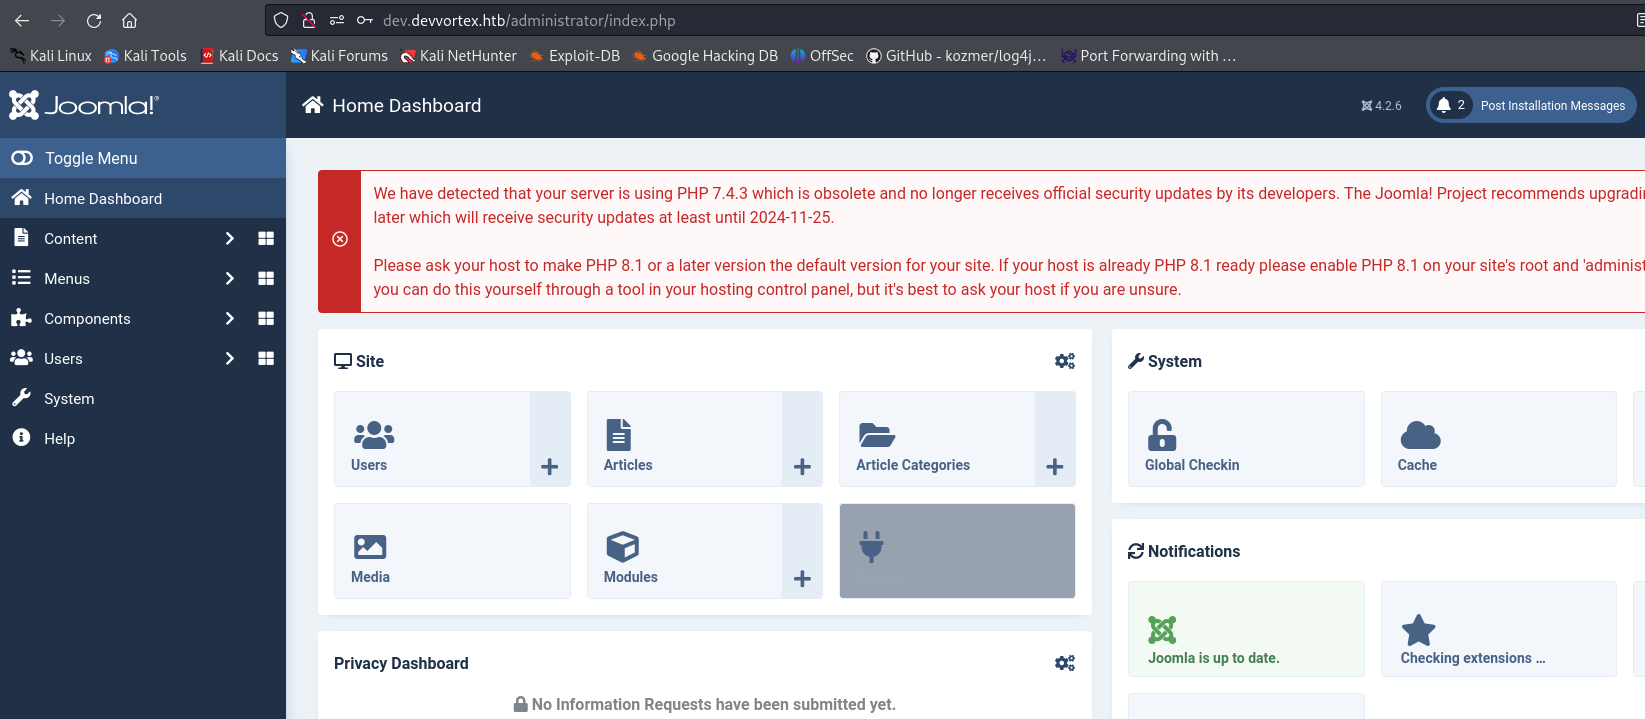 dev.devvortex.htb/administrator/index.php
Kali Linux Kali Tools Kali Docs Kali Forums Kali NetHunter Exploit-DB Google Hacking DB OffSec GitHub - kozmer/log4j… Port Forwarding with …
Joomla!®
Home Dashboard
4.2.6
2 Post Installation Messages
Toggle Menu
Home Dashboard
Content
Menus
Components
Users
System
Help
We have detected that your server is using PHP 7.4.3 which is obsolete and no longer receives official security updates by its developers. The Joomla! Project recommends upgradin
later which will receive security updates at least until 2024-11-25.
Please ask your host to make PHP 8.1 or a later version the default version for your site. If your host is already PHP 8.1 ready please enable PHP 8.1 on your site's root and 'administ
you can do this yourself through a tool in your hosting control panel, but it's best to ask your host if you are unsure.
Site
Users
Articles
Article Categories
Media
Modules
Privacy Dashboard
No Information Requests have been submitted yet.
System
Global Checkin
Cache
Notifications
Joomla is up to date.
Checking extensions …